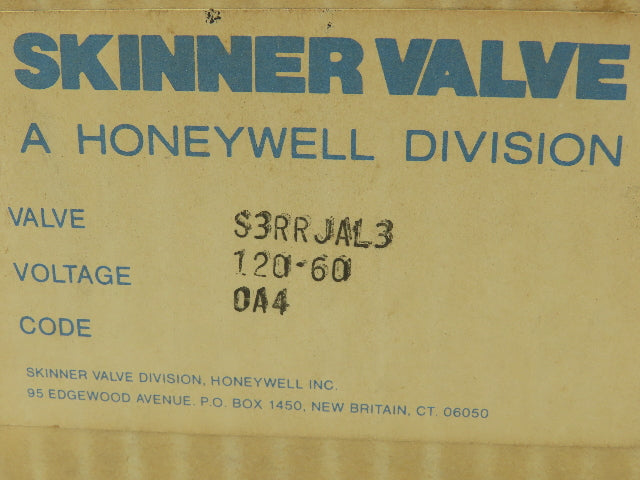 SKINNER VALVE
A HONEYWELL DIVISION
VALVE S3RRJAL3
VOLTAGE 120-60
CODE 0A4
SKINNER VALVE DIVISION, HONEYWELL INC.
95 EDGEWOOD AVENUE. P.O. BOX 1450, NEW BRITAIN, CT. 06050